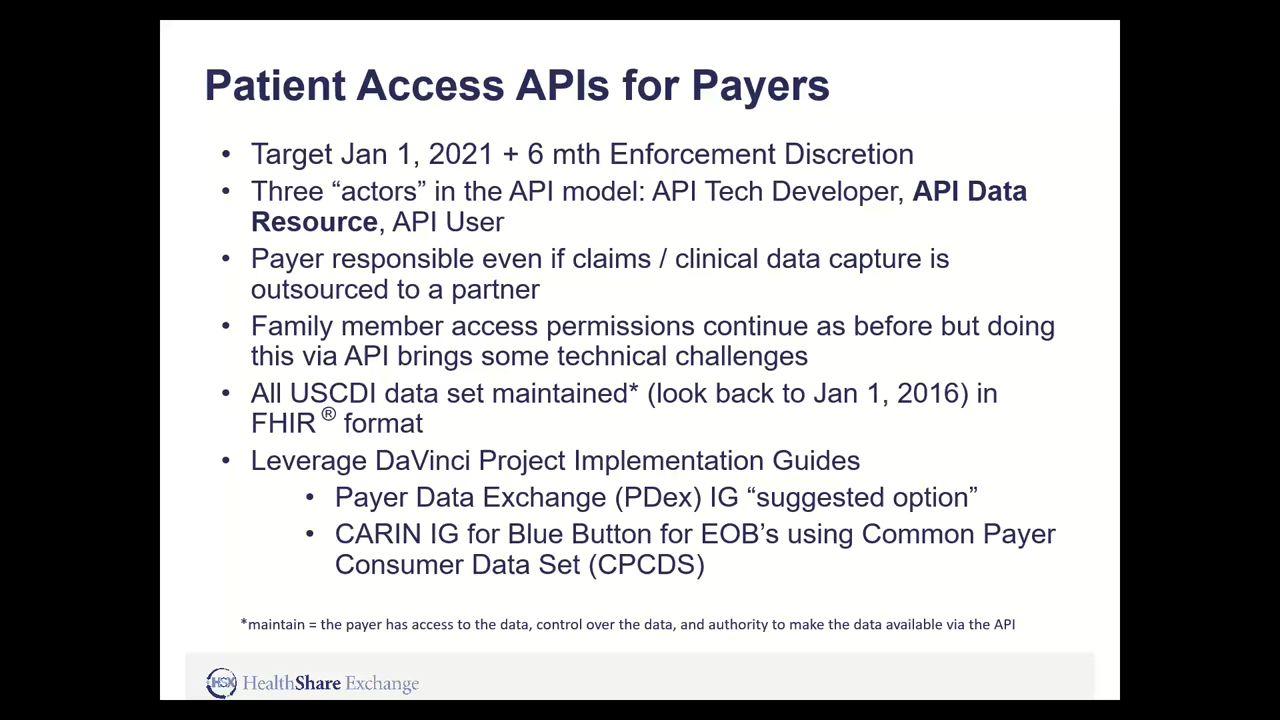 Patient Access APIs for Payers
• Target Jan 1, 2021 + 6 mth Enforcement Discretion
• Three “actors” in the API model: API Tech Developer, API Data
Resource, API User
• Payer responsible even if claims / clinical data capture is
outsourced to a partner
• Family member access permissions continue as before but doing
this via API brings some technical challenges
• All USCDI data set maintained* (look back to Jan 1, 2016) in
FHIR ® format
• Leverage DaVinci Project Implementation Guides
• Payer Data Exchange (PDex) IG “suggested option”
• CARIN IG for Blue Button for EOB’s using Common Payer
Consumer Data Set (CPCDS)
*maintain = the payer has access to the data, control over the data, and authority to make the data available via the API
HSX HealthShare Exchange